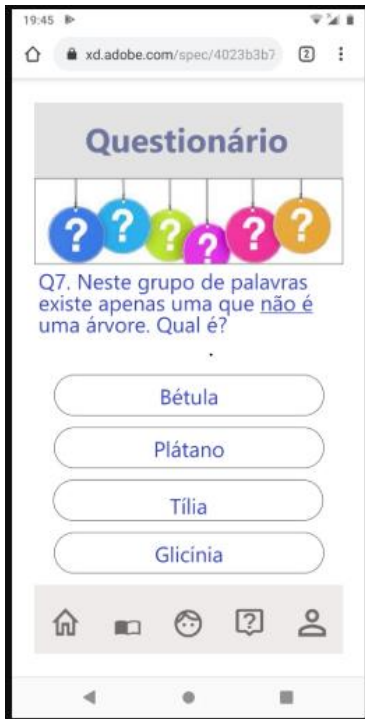 19:45
xd.adobe.com/spec/4023b3b7
2
Questionário
? ? ? ? ? ?
Q7. Neste grupo de palavras
existe apenas uma que não é
uma árvore. Qual é?
.
Bétula
Plátano
Tília
Glicínia
?